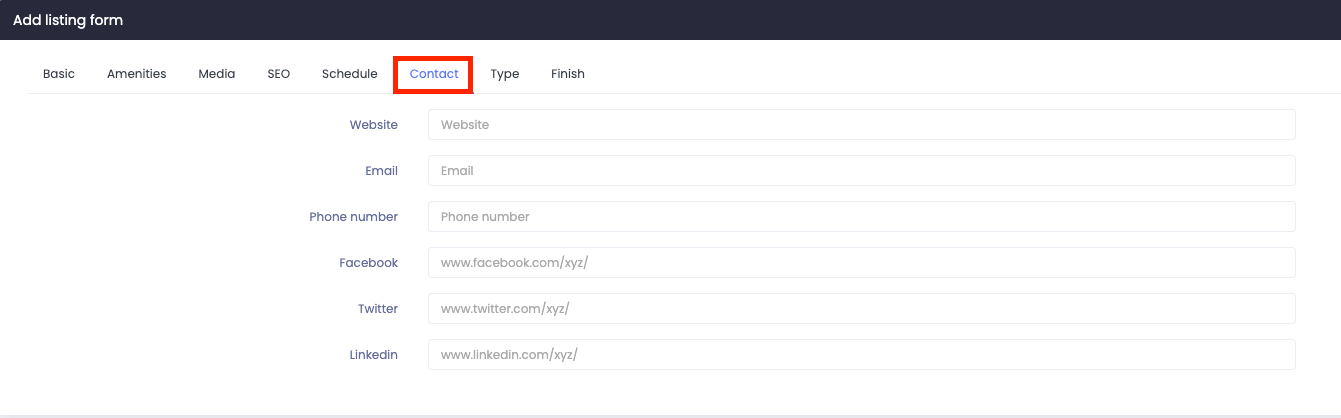 Add listing form
Basic Amenities Media SEO Schedule Contact Type Finish
Website Website
Email Email
Phone number Phone number
Facebook www.facebook.com/xyz/
Twitter www.twitter.com/xyz/
Linkedin www.linkedin.com/xyz/